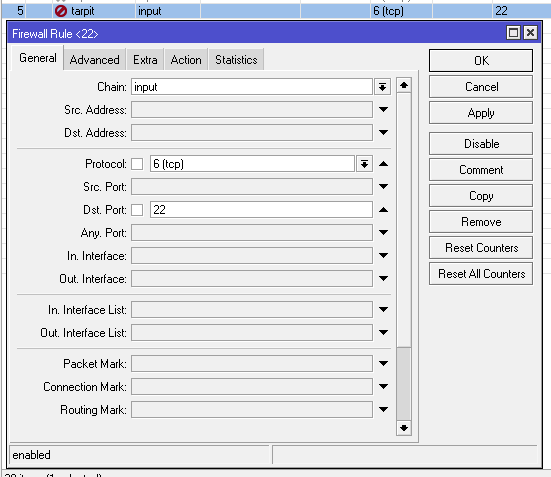 5 tarpit input 6 (tcp) 22
Firewall Rule <22>
General Advanced Extra Action Statistics
Chain: input
Src. Address:
Dst. Address:
Protocol: 6 (tcp)
Src. Port:
Dst. Port: 22
Any. Port:
In. Interface:
Out. Interface:
In. Interface List:
Out. Interface List:
Packet Mark:
Connection Mark:
Routing Mark:
OK
Cancel
Apply
Disable
Comment
Copy
Remove
Reset Counters
Reset All Counters
enabled